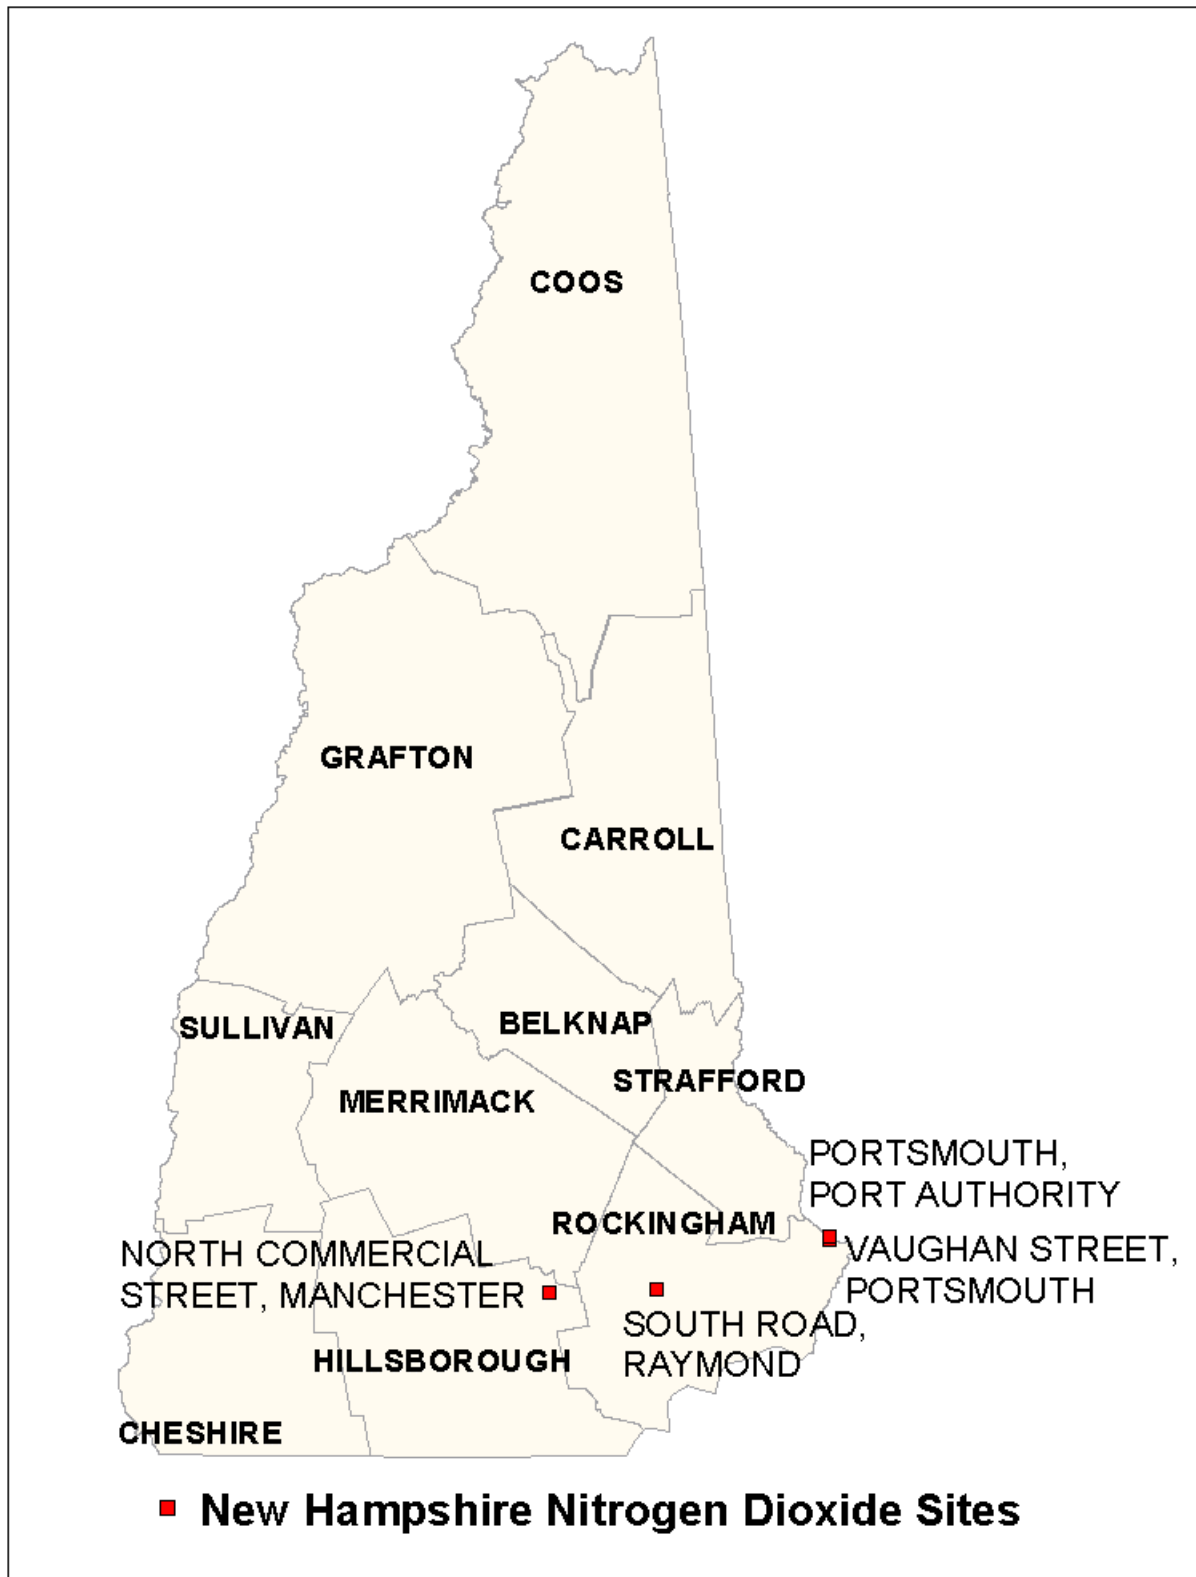 COOS
GRAFTON
CARROLL
SULLIVAN
BELKNAP
STRAFFORD
MERRIMACK
PORTSMOUTH,
PORT AUTHORITY
ROCKINGHAM
VAUGHAN STREET,
PORTSMOUTH
NORTH COMMERCIAL
STREET, MANCHESTER
SOUTH ROAD,
RAYMOND
HILLSBOROUGH
CHESHIRE
New Hampshire Nitrogen Dioxide Sites